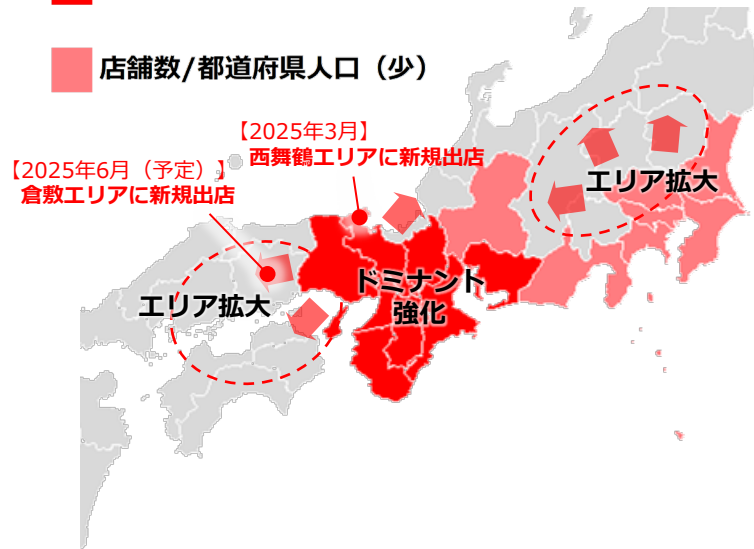 店舗数/都道府県人口（少）
【2025年3月】
西舞鶴エリアに新規出店
【2025年6月（予定）】
倉敷エリアに新規出店
エリア拡大
ドミナント
強化
エリア拡大